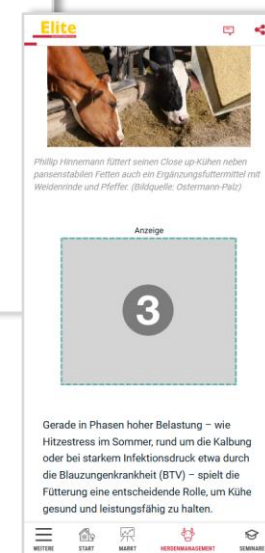 Elite
Phillip Hinnemann füttert seinen Close up-Kühen neben
pansenstabilen Fetten auch ein Ergänzungsfuttermittel mit
Weidenrinde und Pfeffer. (Bildquelle: Ostermann-Palz)
Anzeige
3
Gerade in Phasen hoher Belastung – wie
Hitzestress im Sommer, rund um die Kalbung
oder bei starkem Infektionsdruck etwa durch
die Blauzungenkrankheit (BTV) – spielt die
Fütterung eine entscheidende Rolle, um Kühe
gesund und leistungsfähig zu halten.
WEITERE START MARKT HERDENMANAGEMENT SEMINARE